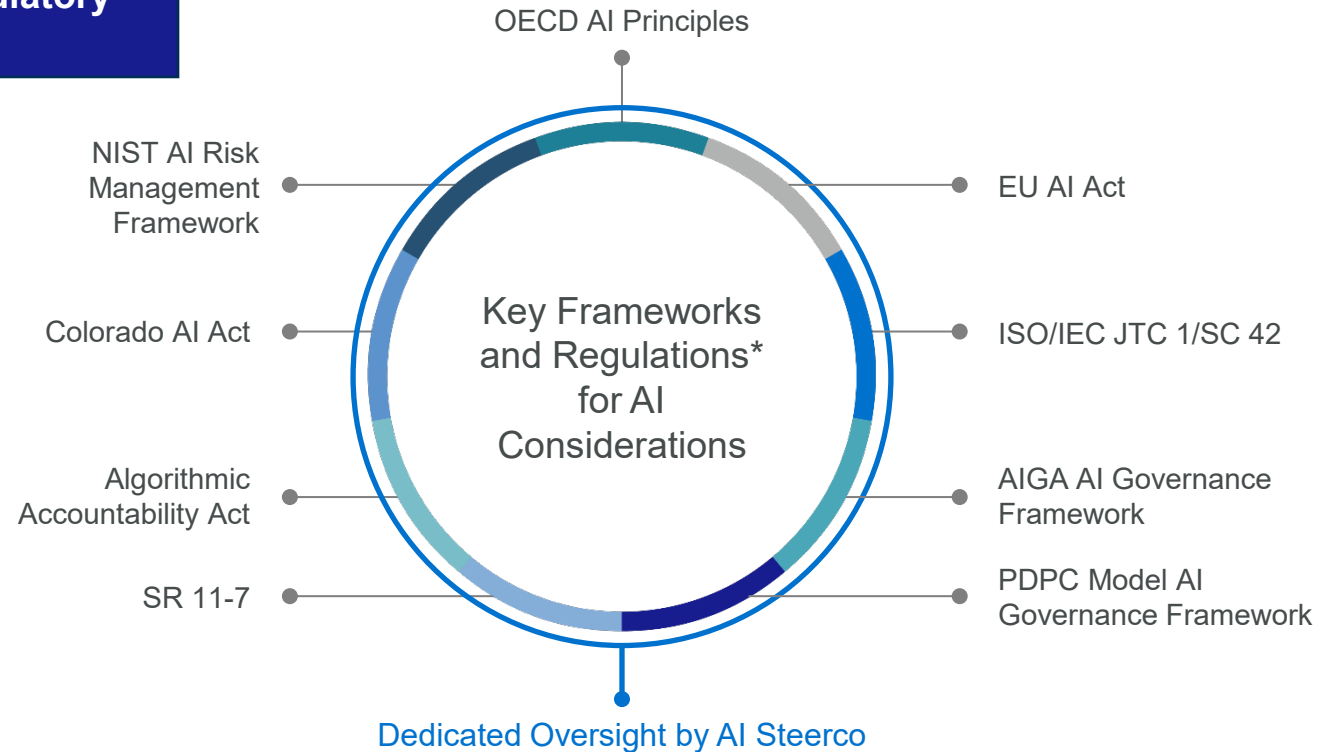 OECD AI Principles
NIST AI Risk
Management
Framework
EU AI Act
Colorado AI Act
Key Frameworks
and Regulations*
for AI
Considerations
ISO/IEC JTC 1/SC 42
Algorithmic
Accountability Act
AIGA AI Governance
Framework
SR 11-7
PDPC Model AI
Governance Framework
Dedicated Oversight by AI Steerco